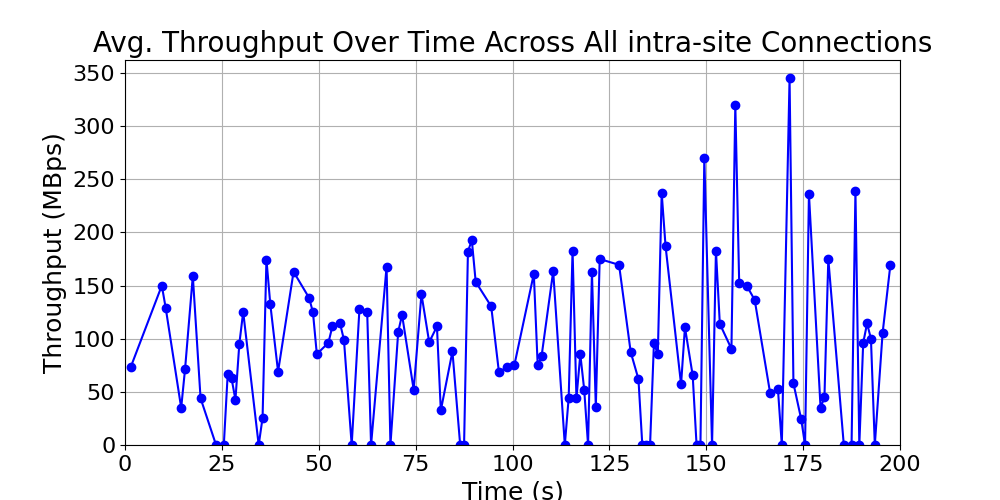 Avg. Throughput Over Time Across All intra-site Connections
Throughput (MBps)
350
300
250
200
150
100
50
0
0 25 50 75 100 125 150 175 200
Time (s)